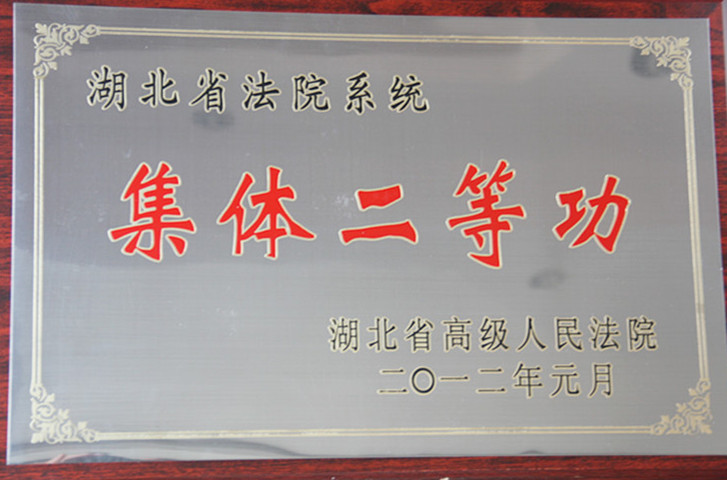 湖北省法院系统
集体二等功
湖北省高级人民法院
二〇一二年元月